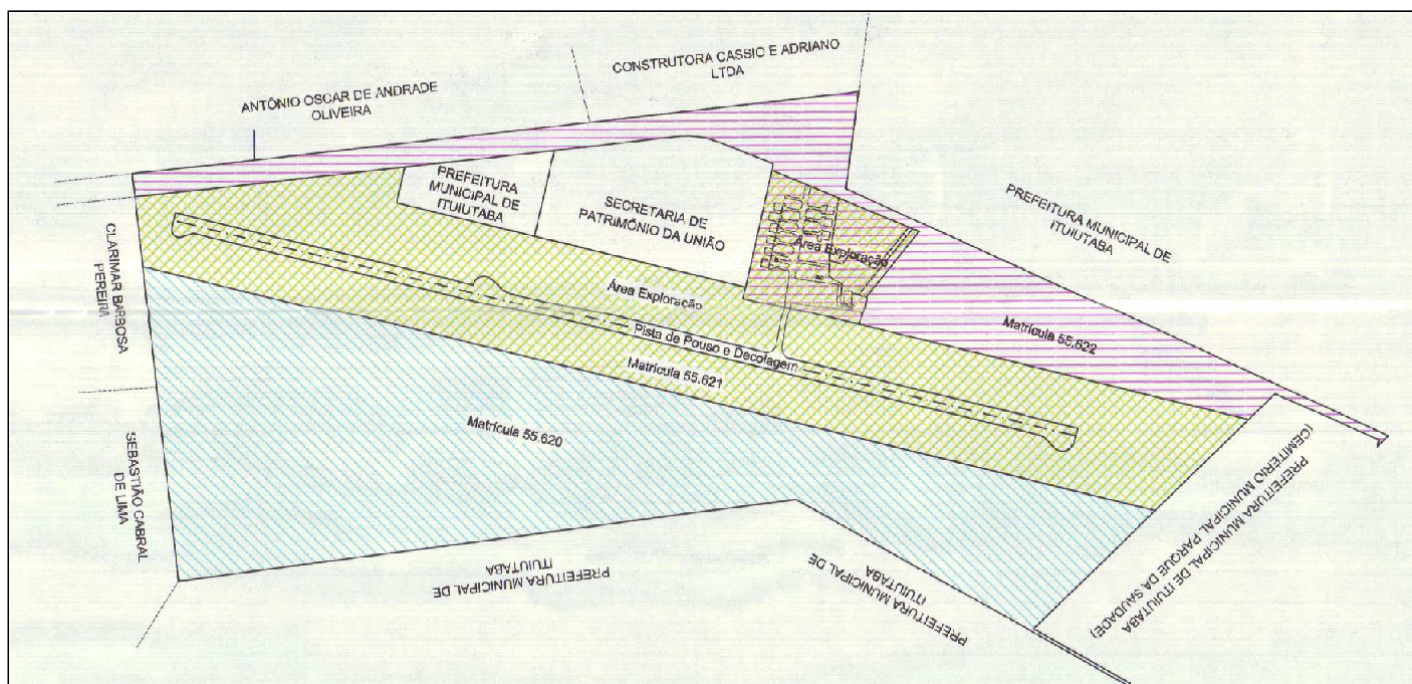 CONSTRUTORA CASSIO E ADRIANO
LTDA
ANTÔNIO OSCAR DE ANDRADE
OLIVEIRA
PREFEITURA
MUNICIPAL DE
ITUIUTABA
SECRETARIA DE
PATRIMÔNIO DA UNIÃO
PREFEITURA MUNICIPAL DE
ITUIUTABA
CLARIMAR BARBOSA
PEREIRA
Área Exploração
Área Exploração
Pista de Pouso e Decolagem
Matrícula 55.622
Matrícula 55.621
Matrícula 55.620
SEBASTIÃO CABRAL
DE LIMA
PREFEITURA MUNICIPAL DE
ITUIUTABA
PREFEITURA MUNICIPAL DE
ITUIUTABA
PREFEITURA MUNICIPAL DE ITUIUTABA
(CEMITÉRIO MUNICIPAL PARQUE DA SAUDADE)